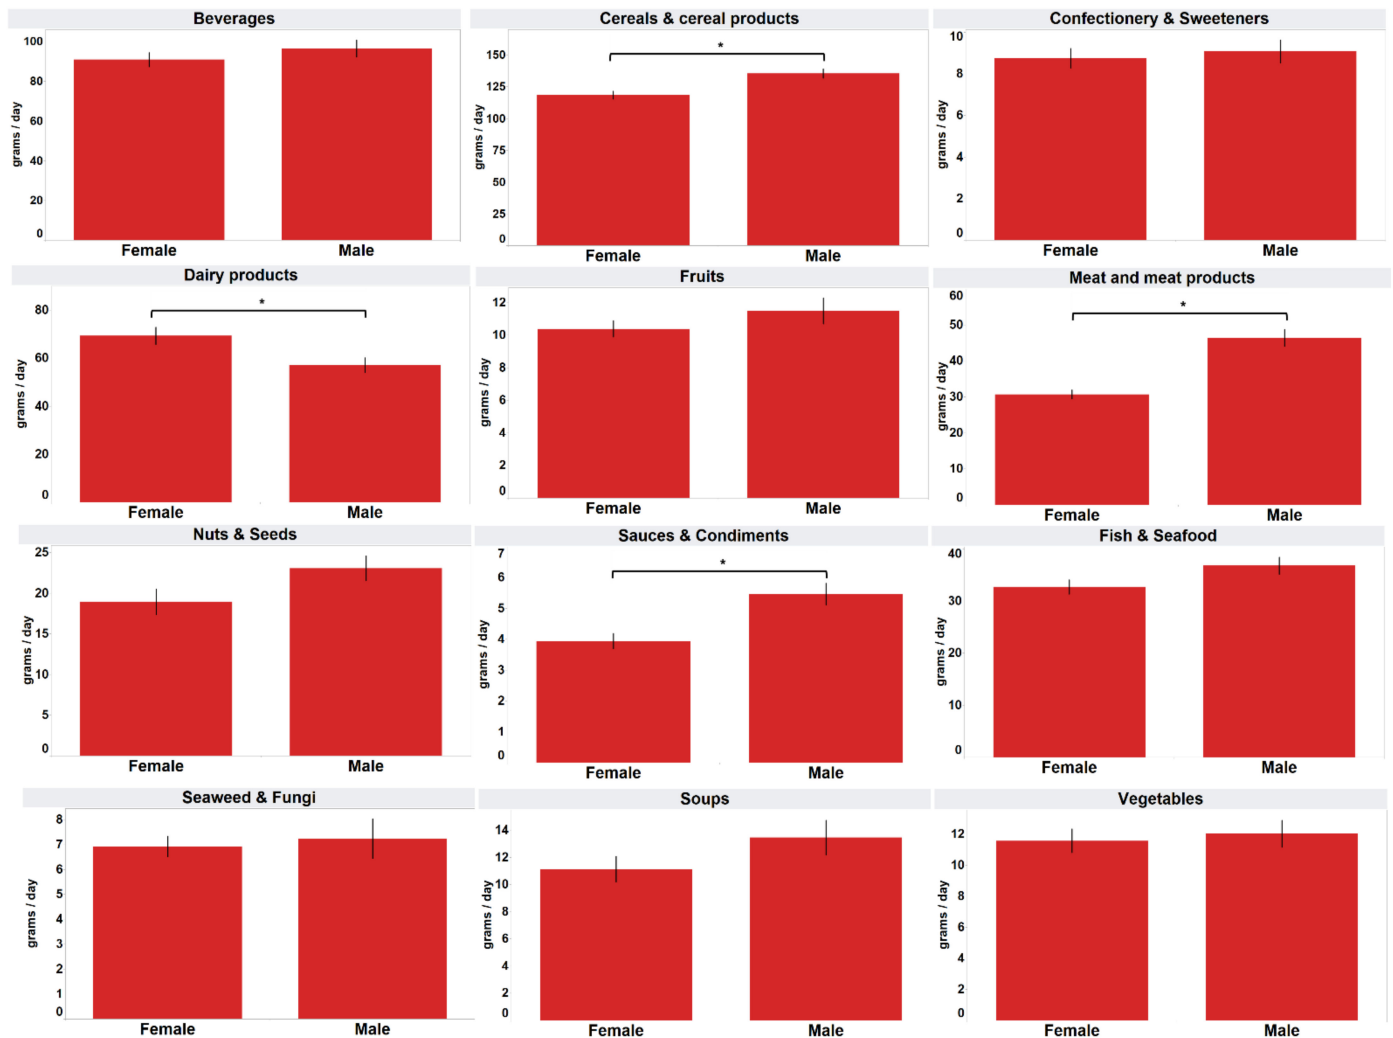 Beverages
grams / day
100
80
60
40
20
0
Female Male
Cereals & cereal products
grams / day
150
125
100
75
50
25
0
*
Female Male
Confectionery & Sweeteners
grams / day
10
8
6
4
2
0
Female Male
Dairy products
grams / day
80
60
40
20
0
*
Female Male
Fruits
grams / day
12
10
8
6
4
2
0
Female Male
Meat and meat products
grams / day
60
50
40
30
20
10
0
*
Female Male
Nuts & Seeds
grams / day
25
20
15
10
5
0
Female Male
Sauces & Condiments
grams / day
7
6
5
4
3
2
1
0
*
Female Male
Fish & Seafood
grams / day
40
30
20
10
0
Female Male
Seaweed & Fungi
grams / day
8
7
6
5
4
3
2
1
0
Female Male
Soups
grams / day
14
12
10
8
6
4
2
0
Female Male
Vegetables
grams / day
12
10
8
6
4
2
0
Female Male